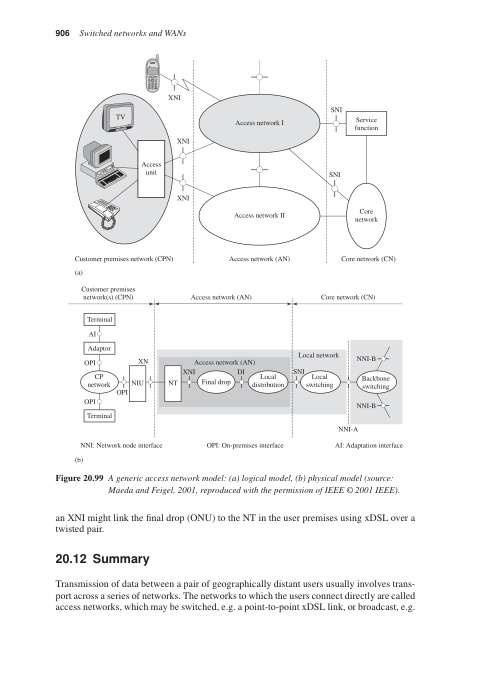 906 Switched networks and WANs
XNI
SNI
TV
Access network I
Service
function
XNI
Access
unit
SNI
XNI
Access network II
Core
network
Customer premises network (CPN)
Access network (AN)
Core network (CN)
(a)
Customer premises
network(s) (CPN)
Access network (AN)
Core network (CN)
Terminal
AI
Adaptor
OPI
XN
Access network (AN)
Local network
NNI-B
CP
network
OPI
NIU
NT
XNI
Final drop
DI
Local
distribution
SNI
Local
switching
Backbone
switching
OPI
NNI-B
Terminal
NNI-A
NNI: Network node interface
OPI: On-premises interface
AI: Adaptation interface
(b)
Figure 20.99 A generic access network model: (a) logical model, (b) physical model (source:
Maeda and Feigel, 2001, reproduced with the permission of IEEE © 2001 IEEE).
an XNI might link the final drop (ONU) to the NT in the user premises using xDSL over a
twisted pair.
20.12 Summary
Transmission of data between a pair of geographically distant users usually involves trans-
port across a series of networks. The networks to which the users connect directly are called
access networks, which may be switched, e.g. a point-to-point xDSL link, or broadcast, e.g.